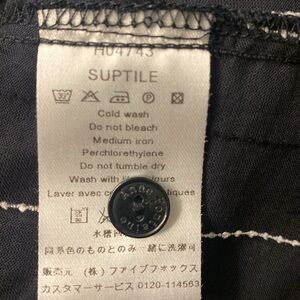 H04743
SUPTILE
30°
P
Cold wash
Do not bleach
Medium iron
Perchlorethylene
Do not tumble dry
Wash with
Laver avec
水
同系色のものとのみ一緒に洗濯可
販売元 (株) ファイブフォックス
カスタマーサービス 0120-114563